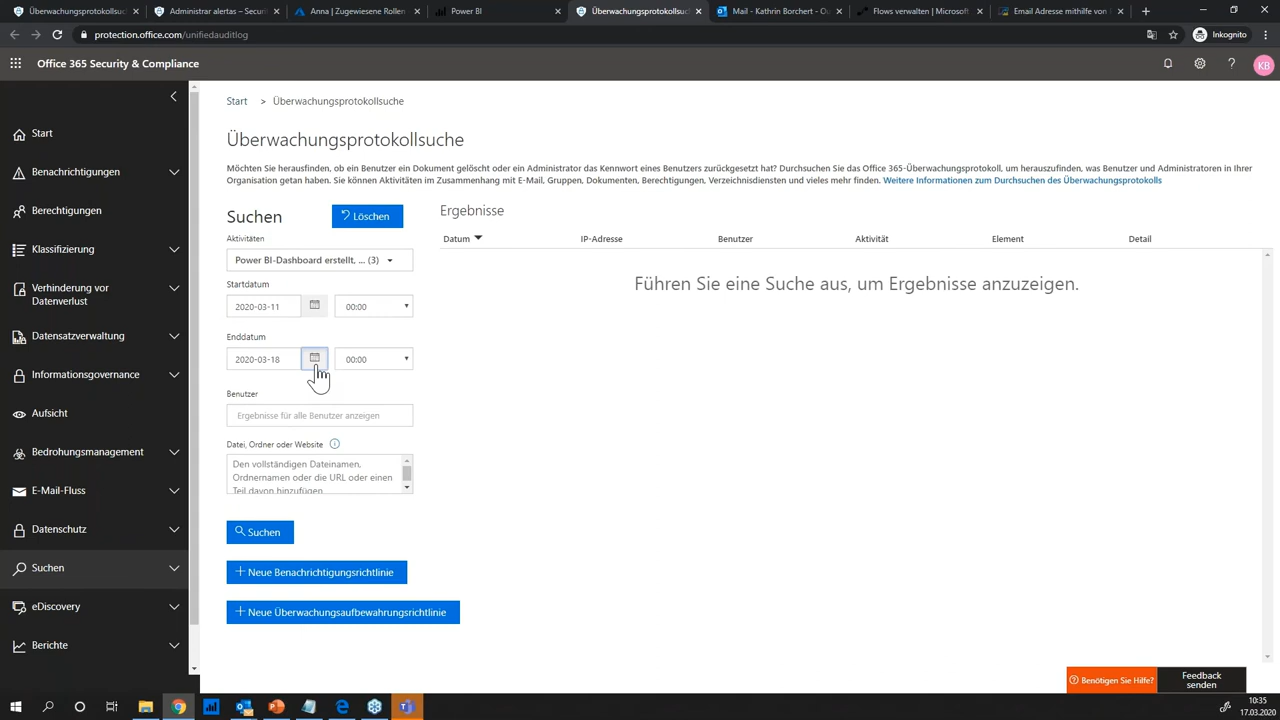 Überwachungsprotokollsuche
Administrar alertas – Securi
Anna | Zugewiesene Rollen
Power BI
Überwachungsprotokollsuche
Mail - Kathrin Borchert - Ou
Flows verwalten | Microsoft
Email Adresse mithilfe von
protection.office.com/unifiedauditlog
Inkognito
Office 365 Security & Compliance
KB
Start
Benachrichtigungen
Berechtigungen
Klassifizierung
Verhinderung vor
Datenverlust
Datensatzverwaltung
Informationsgovernance
Aufsicht
Bedrohungsmanagement
E-Mail-Fluss
Datenschutz
Suchen
eDiscovery
Berichte
Start > Überwachungsprotokollsuche
Überwachungsprotokollsuche
Möchten Sie herausfinden, ob ein Benutzer ein Dokument gelöscht oder ein Administrator das Kennwort eines Benutzers zurückgesetzt hat? Durchsuchen Sie das Office 365-Überwachungsprotokoll, um herauszufinden, was Benutzer und Administratoren in Ihrer
Organisation getan haben. Sie können Aktivitäten im Zusammenhang mit E-Mail, Gruppen, Dokumenten, Berechtigungen, Verzeichnisdiensten und vieles mehr finden. Weitere Informationen zum Durchsuchen des Überwachungsprotokolls
Suchen
Löschen
Aktivitäten
Power BI-Dashboard erstellt, ... (3)
Startdatum
2020-03-11
00:00
Enddatum
2020-03-18
00:00
Benutzer
Ergebnisse für alle Benutzer anzeigen
Datei, Ordner oder Website
Den vollständigen Dateinamen,
Ordnernamen oder die URL oder einen
Teil davon hinzufügen
Suchen
Neue Benachrichtigungsrichtlinie
Neue Überwachungsaufbewahrungsrichtlinie
Ergebnisse
Datum
IP-Adresse
Benutzer
Aktivität
Element
Detail
Führen Sie eine Suche aus, um Ergebnisse anzuzeigen.
Benötigen Sie Hilfe?
Feedback
senden
10:35
17.03.2020